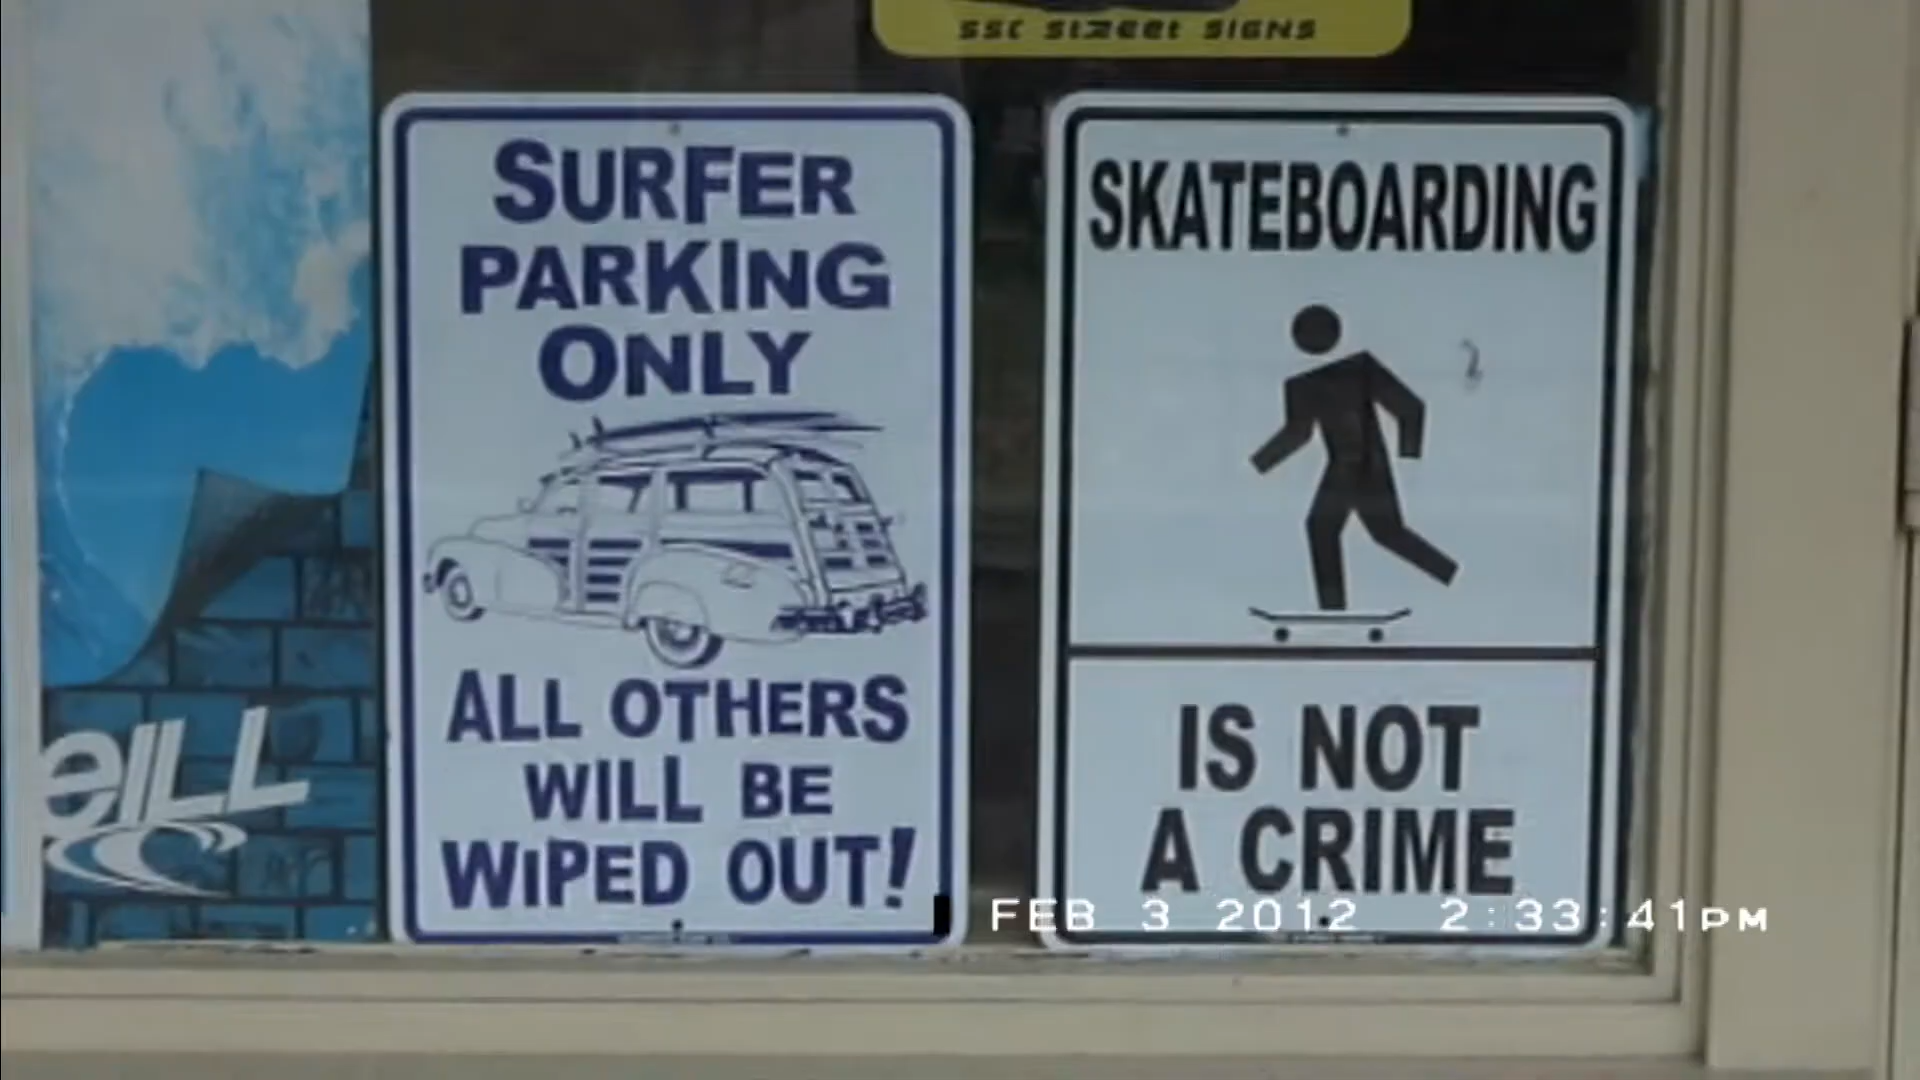 SSC StREEt SIGNS
SURFER
PARKING
ONLY
ALL OTHERS
WILL BE
WIPED OUT!
SKATEBOARDING
IS NOT
A CRIME
eILL
FEB 3 2012 2:33:41PM